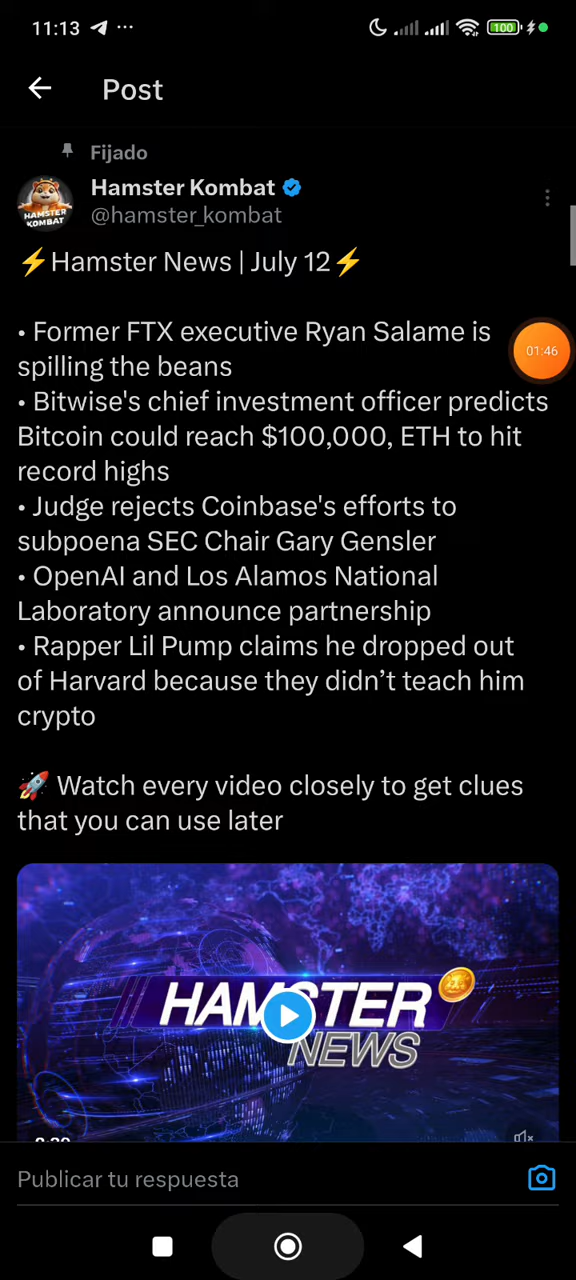 11:13
100
Post
Fijado
Hamster Kombat
HAMSTER
KOMBAT
@hamster_kombat
⚡Hamster News | July 12⚡
• Former FTX executive Ryan Salame is
spilling the beans
01:46
• Bitwise's chief investment officer predicts
Bitcoin could reach $100,000, ETH to hit
record highs
• Judge rejects Coinbase's efforts to
subpoena SEC Chair Gary Gensler
• OpenAI and Los Alamos National
Laboratory announce partnership
• Rapper Lil Pump claims he dropped out
of Harvard because they didn’t teach him
crypto
🚀 Watch every video closely to get clues
that you can use later
HAMSTER
NEWS
Publicar tu respuesta